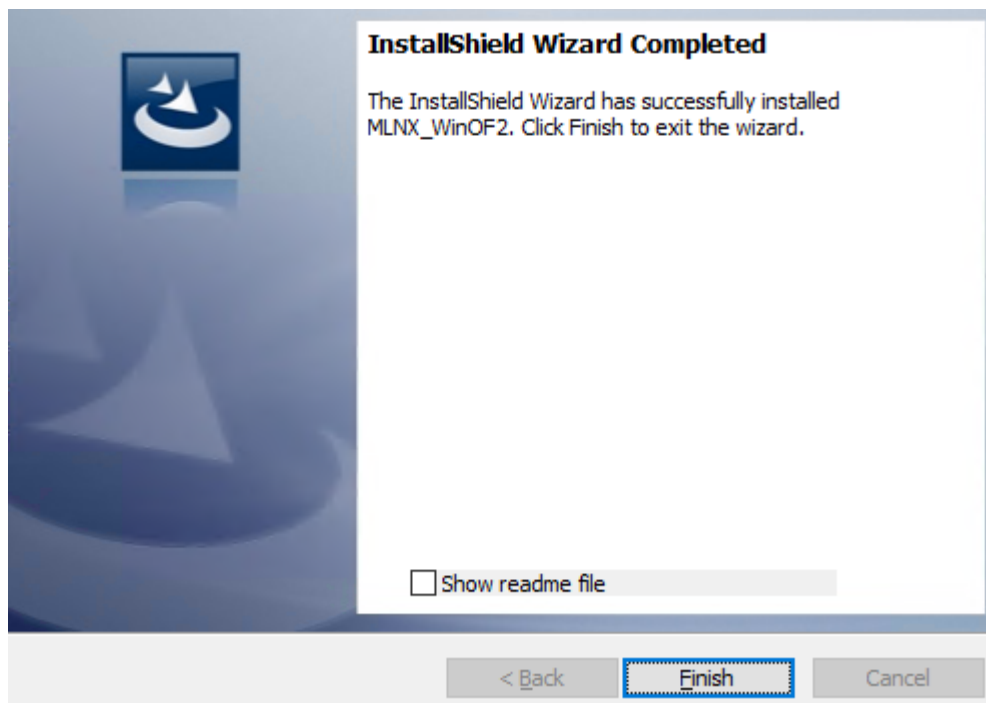 InstallShield Wizard Completed
The InstallShield Wizard has successfully installed
MLNX_WinOF2. Click Finish to exit the wizard.
Show readme file
< Back
Finish
Cancel